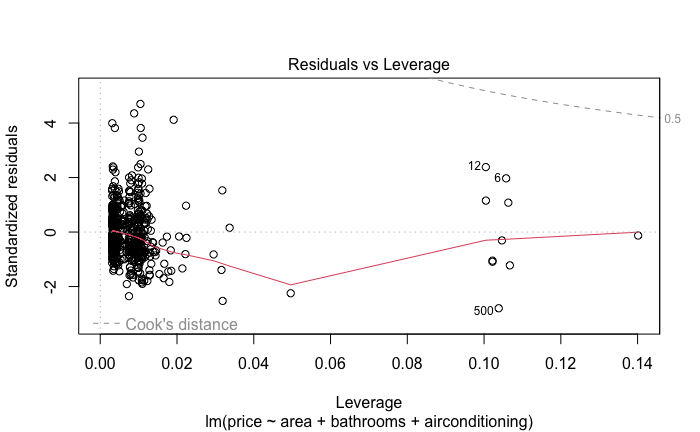 Residuals vs Leverage
Standardized residuals
4
2
0
-2
0.5
12
6
500
Cook's distance
0.00 0.02 0.04 0.06 0.08 0.10 0.12 0.14
Leverage
lm(price ~ area + bathrooms + airconditioning)